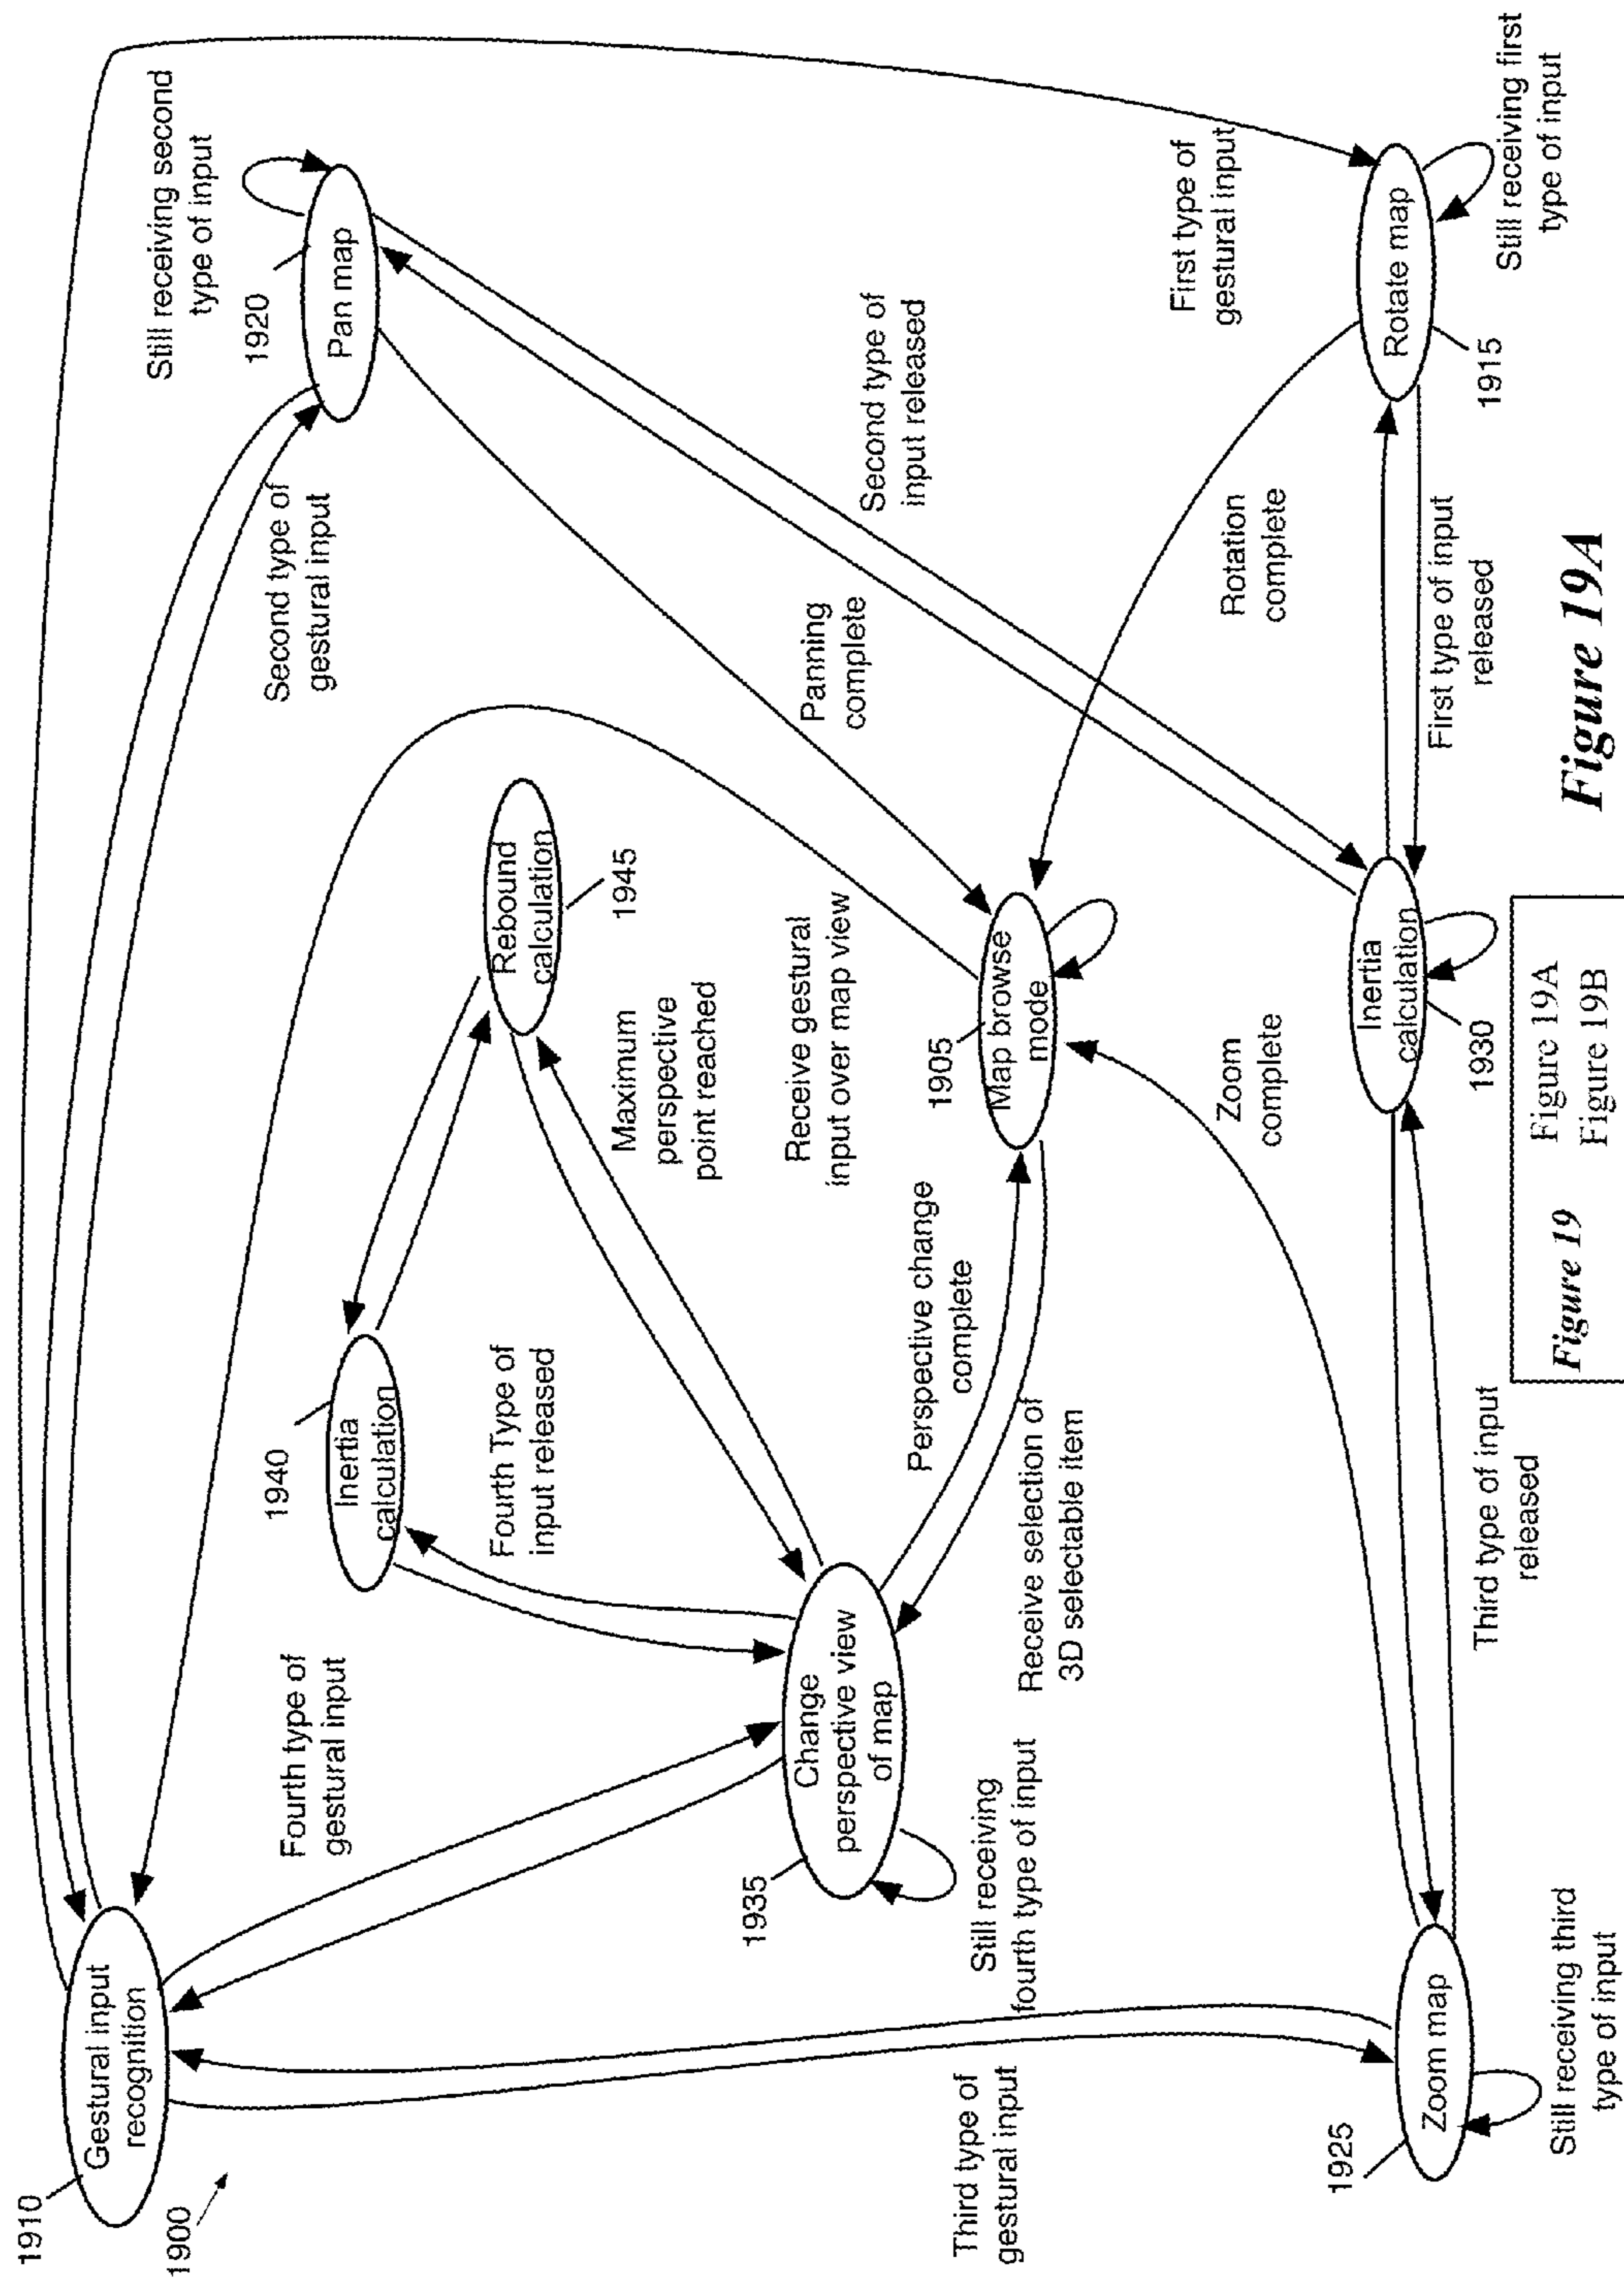 1910
Gestural input
recognition
1900
Second type of
gestural input
Still receiving second
type of input
1920
Pan map
Fourth type of
gestural input
1940
Inertia
calculation
Fourth Type of
input released
Rebound
calculation
1945
Maximum
perspective
point reached
Receive gestural
input over map view
Panning
complete
Second type of
input released
1935
Change
perspective view
of map
Still receiving
fourth type of input
Perspective change
complete
Receive selection of
3D selectable item
1905
Map browse
mode
Third type of
gestural input
Zoom
complete
Rotation
complete
First type of
gestural input
1925
Zoom map
Still receiving third
type of input
Third type of input
released
Inertia
calculation
1930
First type of input
released
Rotate map
1915
Still receiving first
type of input
Figure 19
Figure 19A
Figure 19B
Figure 19A